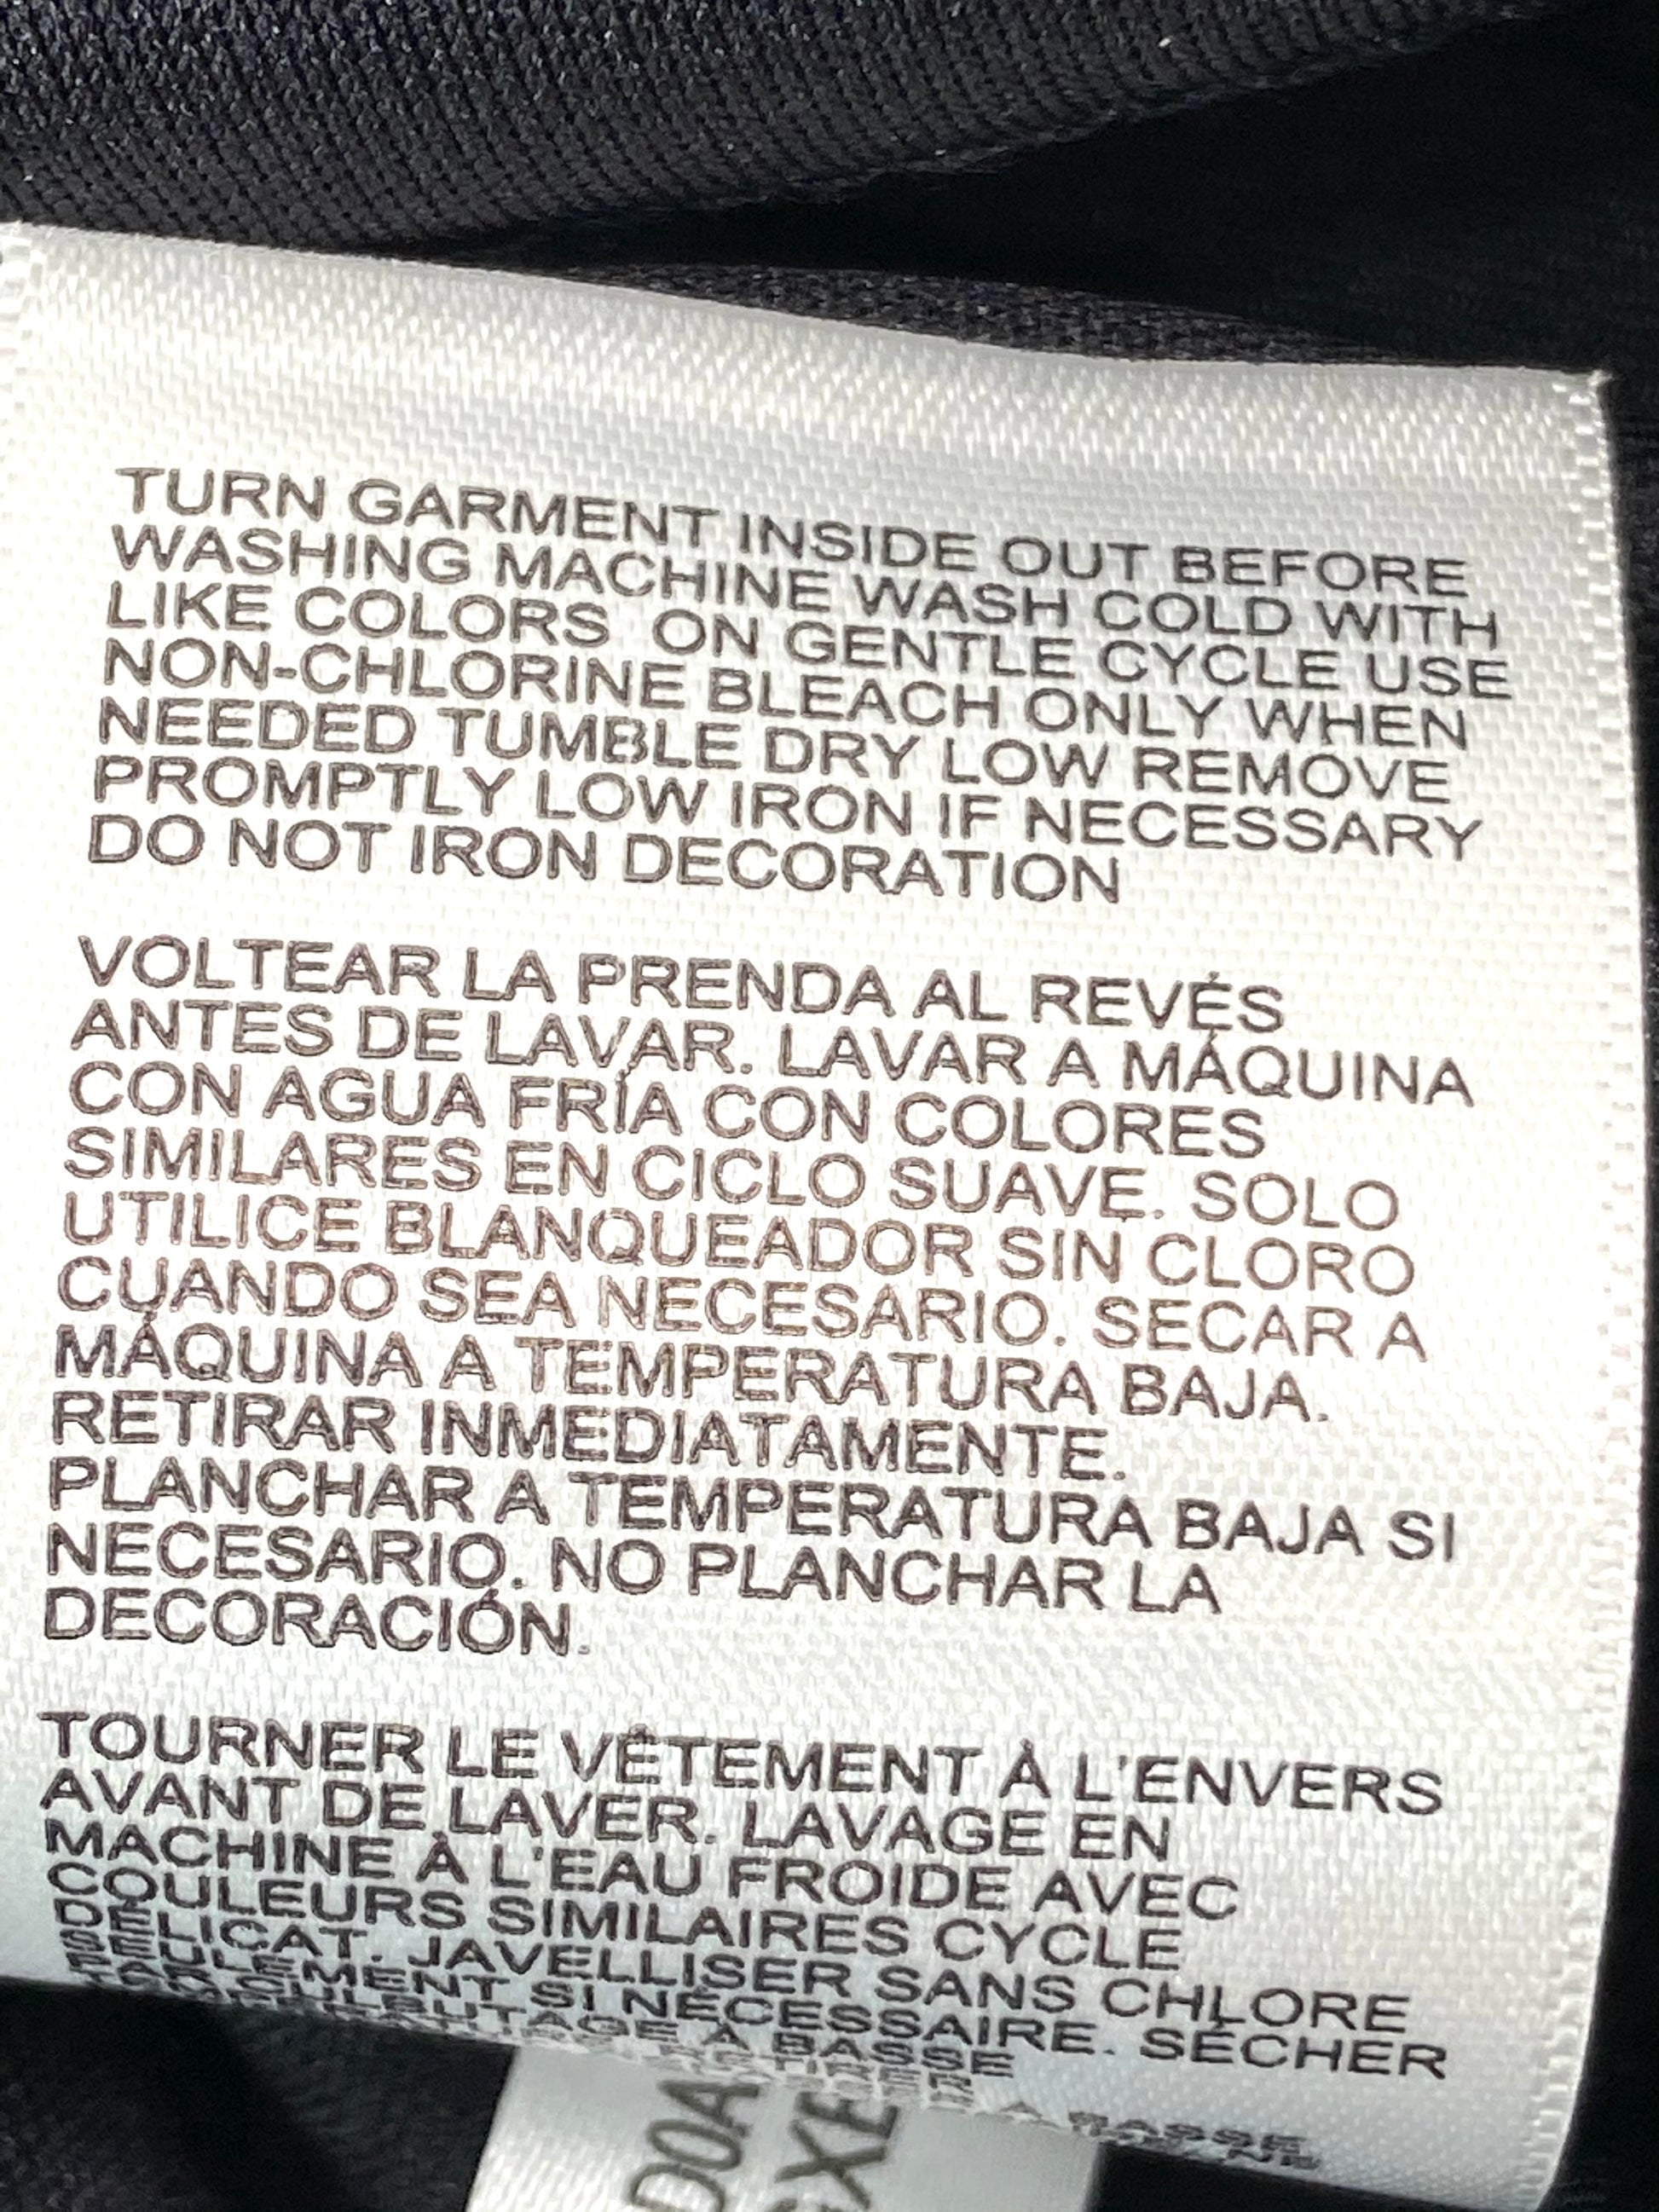 TURN GARMENT INSIDE OUT BEFORE
WASHING MACHINE WASH COLD WITH
LIKE COLORS ON GENTLE CYCLE USE
NON-CHLORINE BLEACH ONLY WHEN
NEEDED TUMBLE DRY LOW REMOVE
PROMPTLY LOW IRON IF NECESSARY
DO NOT IRON DECORATION
VOLTEAR LA PRENDA AL REVÉS
ANTES DE LAVAR. LAVAR A MÁQUINA
CON AGUA FRÍA CON COLORES
SIMILARES EN CICLO SUAVE. SOLO
UTILICE BLANQUEADOR SIN CLORO
CUANDO SEA NECESARIO. SECAR A
MÁQUINA A TEMPERATURA BAJA.
RETIRAR INMEDIATAMENTE.
PLANCHAR A TEMPERATURA BAJA SI
NECESARIO. NO PLANCHAR LA
DECORACIÓN.
TOURNER LE VÊTEMENT À L'ENVERS
AVANT DE LAVER. LAVAGE EN
MACHINE À L'EAU FROIDE AVEC
COULEURS SIMILAIRES CYCLE
DÉLICAT. JAVELLISER SANS CHLORE
SEULEMENT SI NÉCESSAIRE. SÉCHER
PAR CULBUTAGE À BASSE